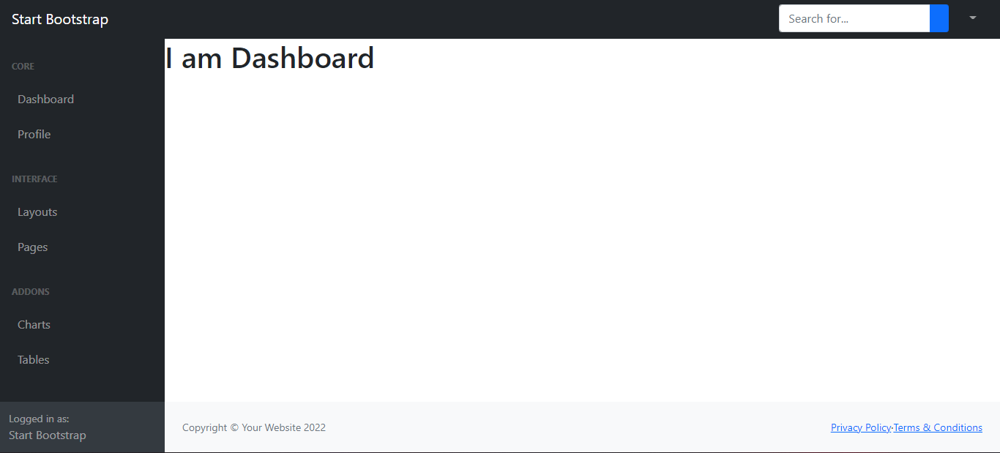 Start Bootstrap
Search for...
CORE
Dashboard
Profile
INTERFACE
Layouts
Pages
ADDONS
Charts
Tables
Logged in as:
Start Bootstrap
I am Dashboard
Copyright © Your Website 2022
Privacy Policy·Terms & Conditions